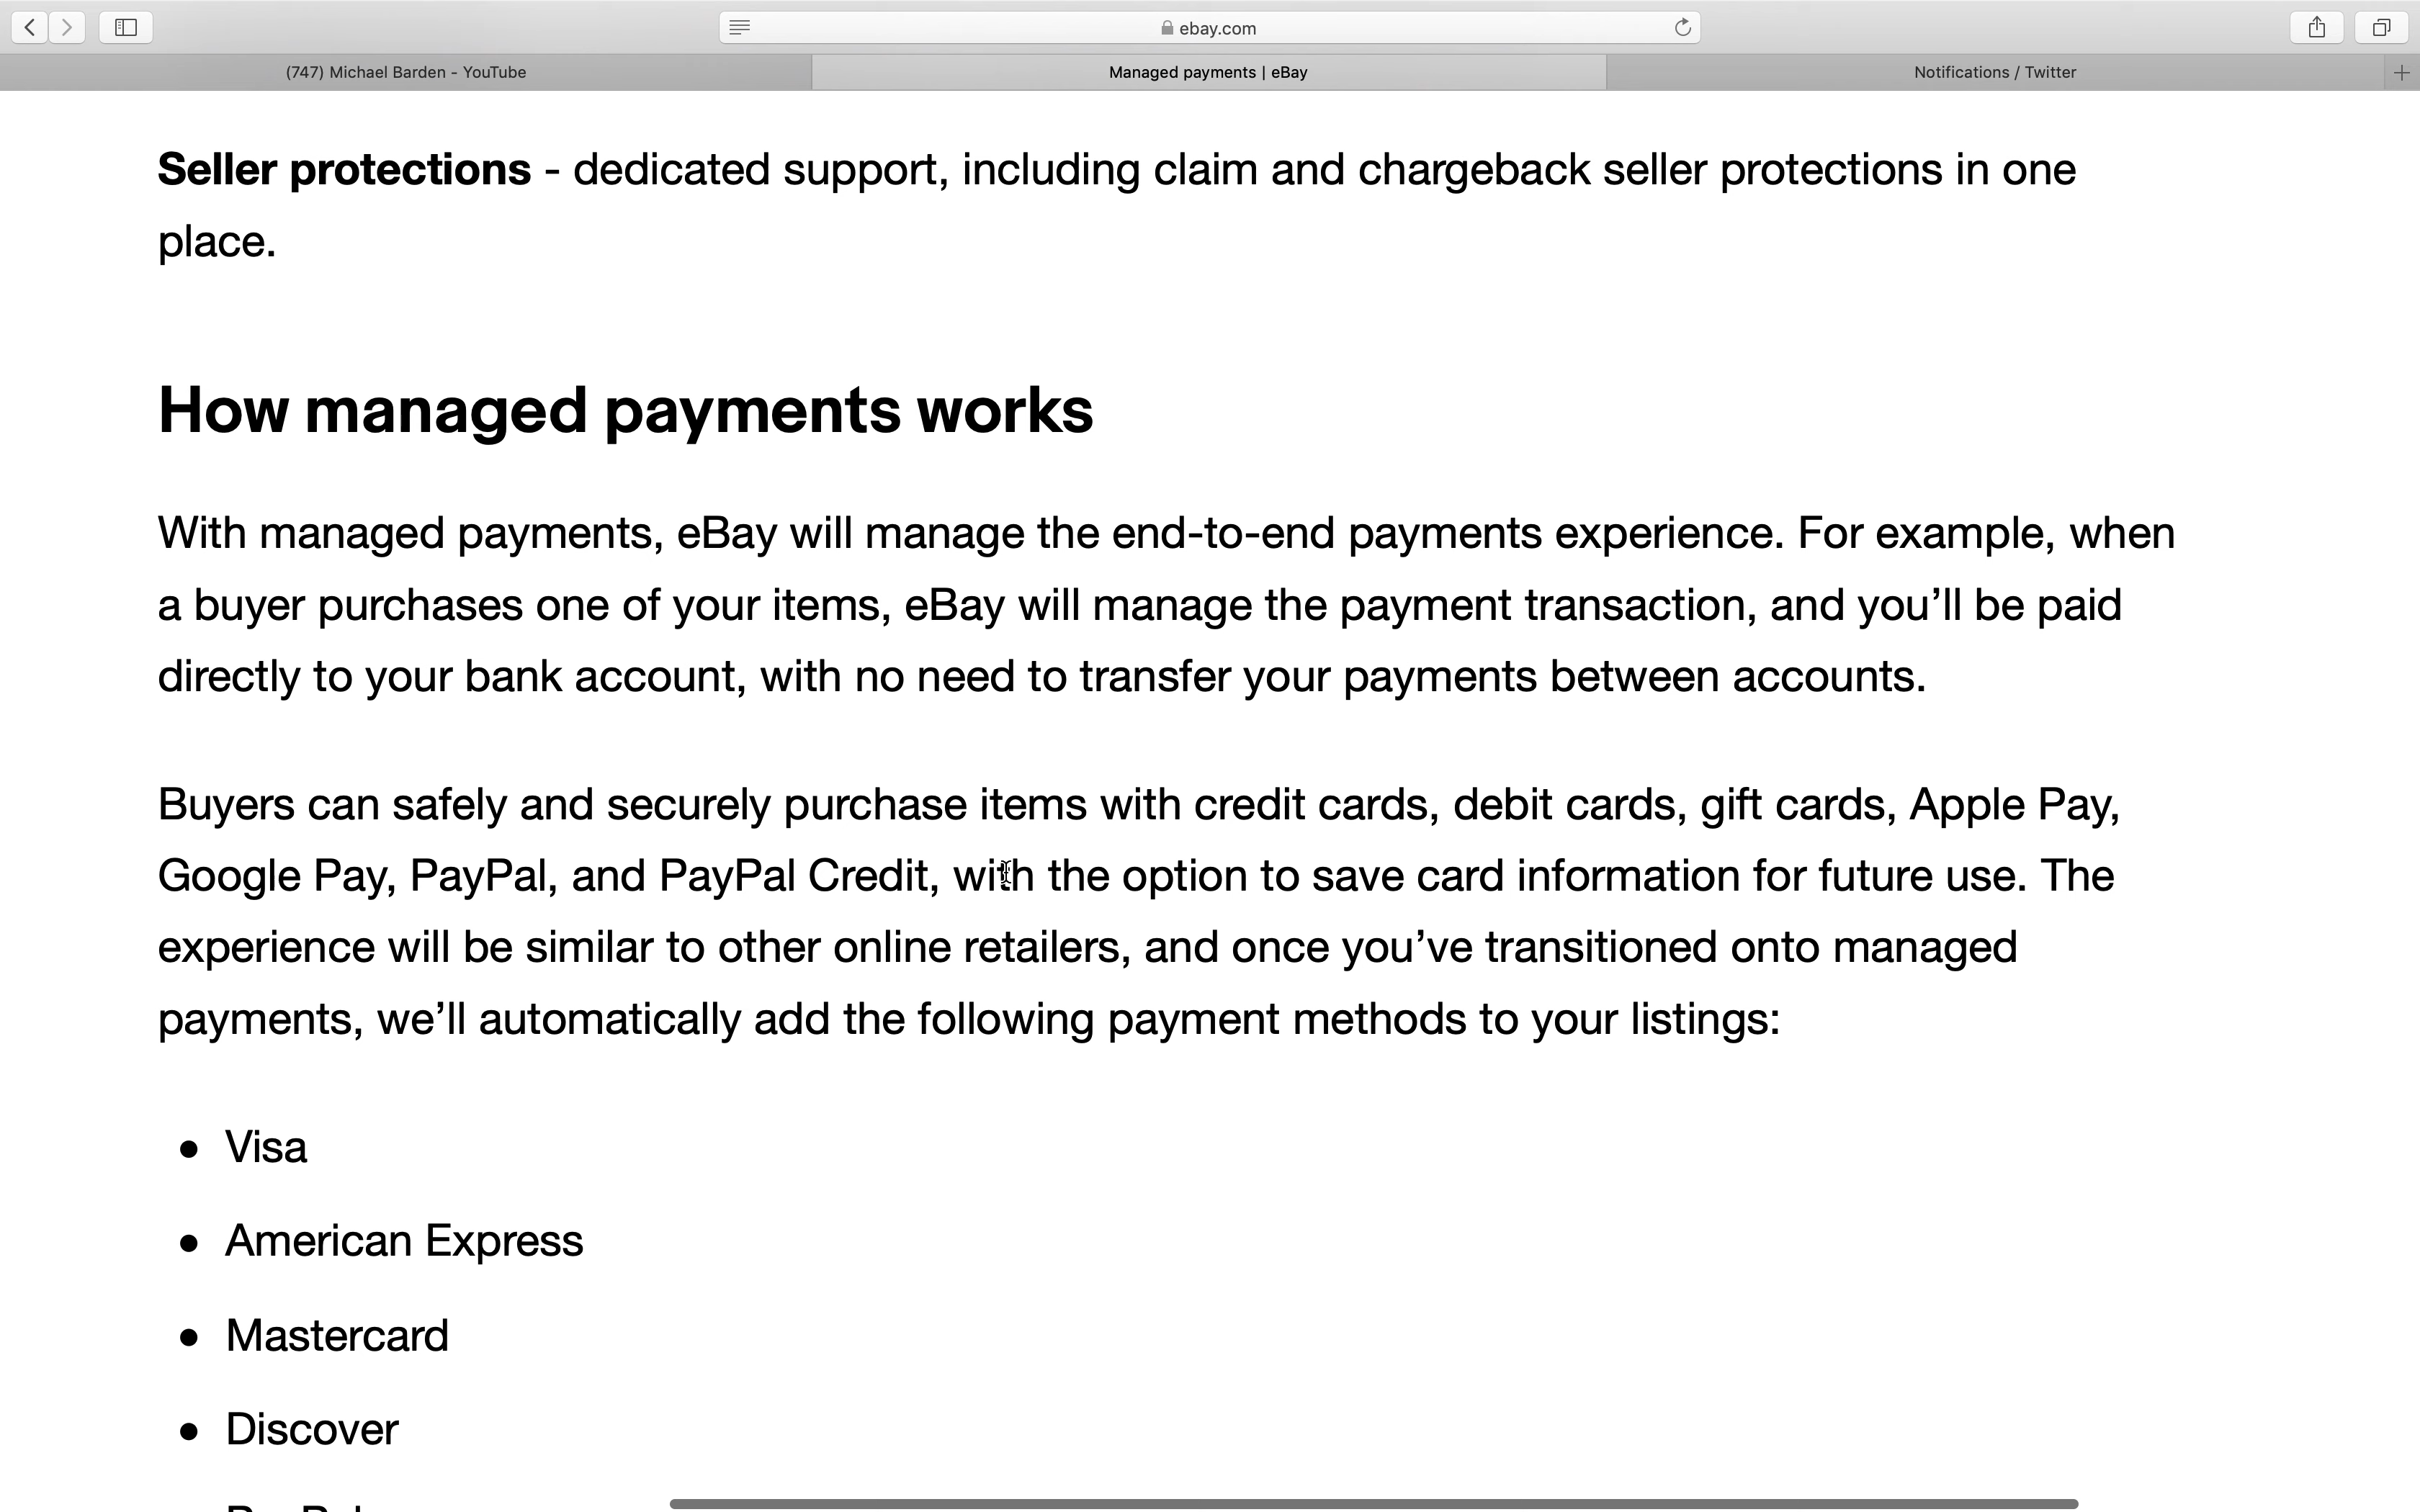 ebay.com
(747) Michael Barden - YouTube
Managed payments | eBay
Notifications / Twitter
Seller protections - dedicated support, including claim and chargeback seller protections in one
place.
How managed payments works
With managed payments, eBay will manage the end-to-end payments experience. For example, when
a buyer purchases one of your items, eBay will manage the payment transaction, and you’ll be paid
directly to your bank account, with no need to transfer your payments between accounts.
Buyers can safely and securely purchase items with credit cards, debit cards, gift cards, Apple Pay,
Google Pay, PayPal, and PayPal Credit, with the option to save card information for future use. The
experience will be similar to other online retailers, and once you’ve transitioned onto managed
payments, we’ll automatically add the following payment methods to your listings:
● Visa
● American Express
● Mastercard
● Discover